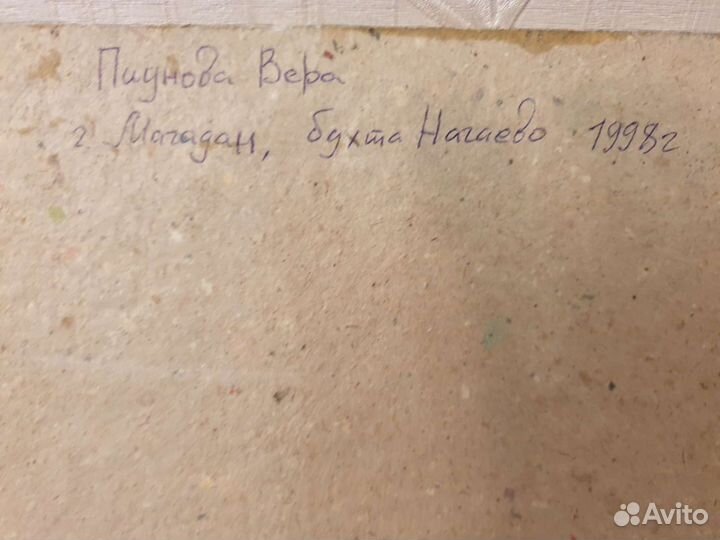 Пиунова Вера
г Магадан, бухта Нагаево 1998г
Avito